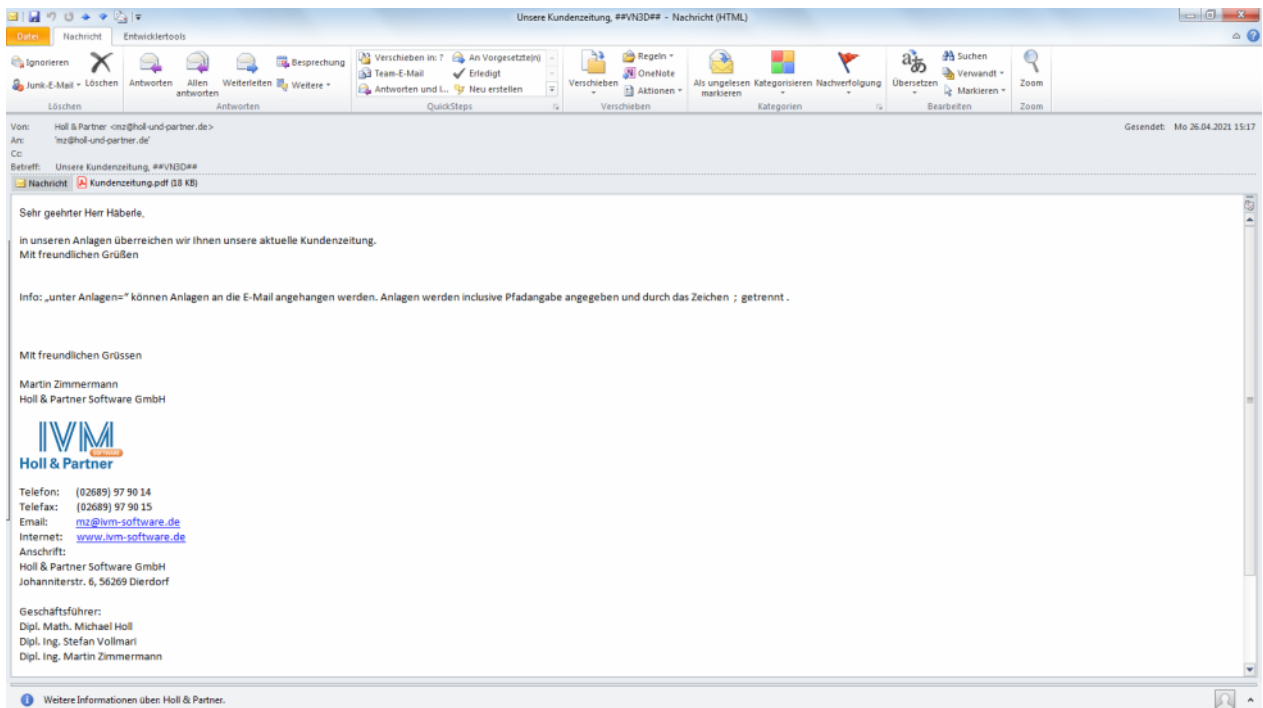 Unsere Kundenzeitung, ##VN3D## - Nachricht (HTML)
Datei Nachricht Entwicklertools
Ignorieren
Junk-E-Mail
Löschen
Löschen
Antworten
Allen antworten
Weiterleiten
Besprechung
Weitere
Antworten
Verschieben in: ?
Team-E-Mail
Antworten und l...
An Vorgesetzte(n)
Erledigt
Neu erstellen
QuickSteps
Verschieben
Regeln
OneNote
Aktionen
Verschieben
Als ungelesen markieren
Kategorisieren
Nachverfolgung
Kategorien
Übersetzen
Suchen
Verwandt
Markieren
Bearbeiten
Zoom
Zoom
Von: Holl & Partner <mz@holl-und-partner.de>
Gesendet: Mo 26.04.2021 15:17
An: 'mz@holl-und-partner.de'
Cc:
Betreff: Unsere Kundenzeitung, ##VN3D##
Nachricht Kundenzeitung.pdf (18 KB)
Sehr geehrter Herr Häberle,
in unseren Anlagen überreichen wir Ihnen unsere aktuelle Kundenzeitung.
Mit freundlichen Grüßen
Info: „unter Anlagen=“ können Anlagen an die E-Mail angehangen werden. Anlagen werden inclusive Pfadangabe angegeben und durch das Zeichen ; getrennt .
Mit freundlichen Grüssen
Martin Zimmermann
Holl & Partner Software GmbH
IVM
SOFTWARE
Holl & Partner
Telefon: (02689) 97 90 14
Telefax: (02689) 97 90 15
Email: mz@ivm-software.de
Internet: www.ivm-software.de
Anschrift:
Holl & Partner Software GmbH
Johanniterstr. 6, 56269 Dierdorf
Geschäftsführer:
Dipl. Math. Michael Holl
Dipl. Ing. Stefan Vollmari
Dipl. Ing. Martin Zimmermann
Weitere Informationen über: Holl & Partner.